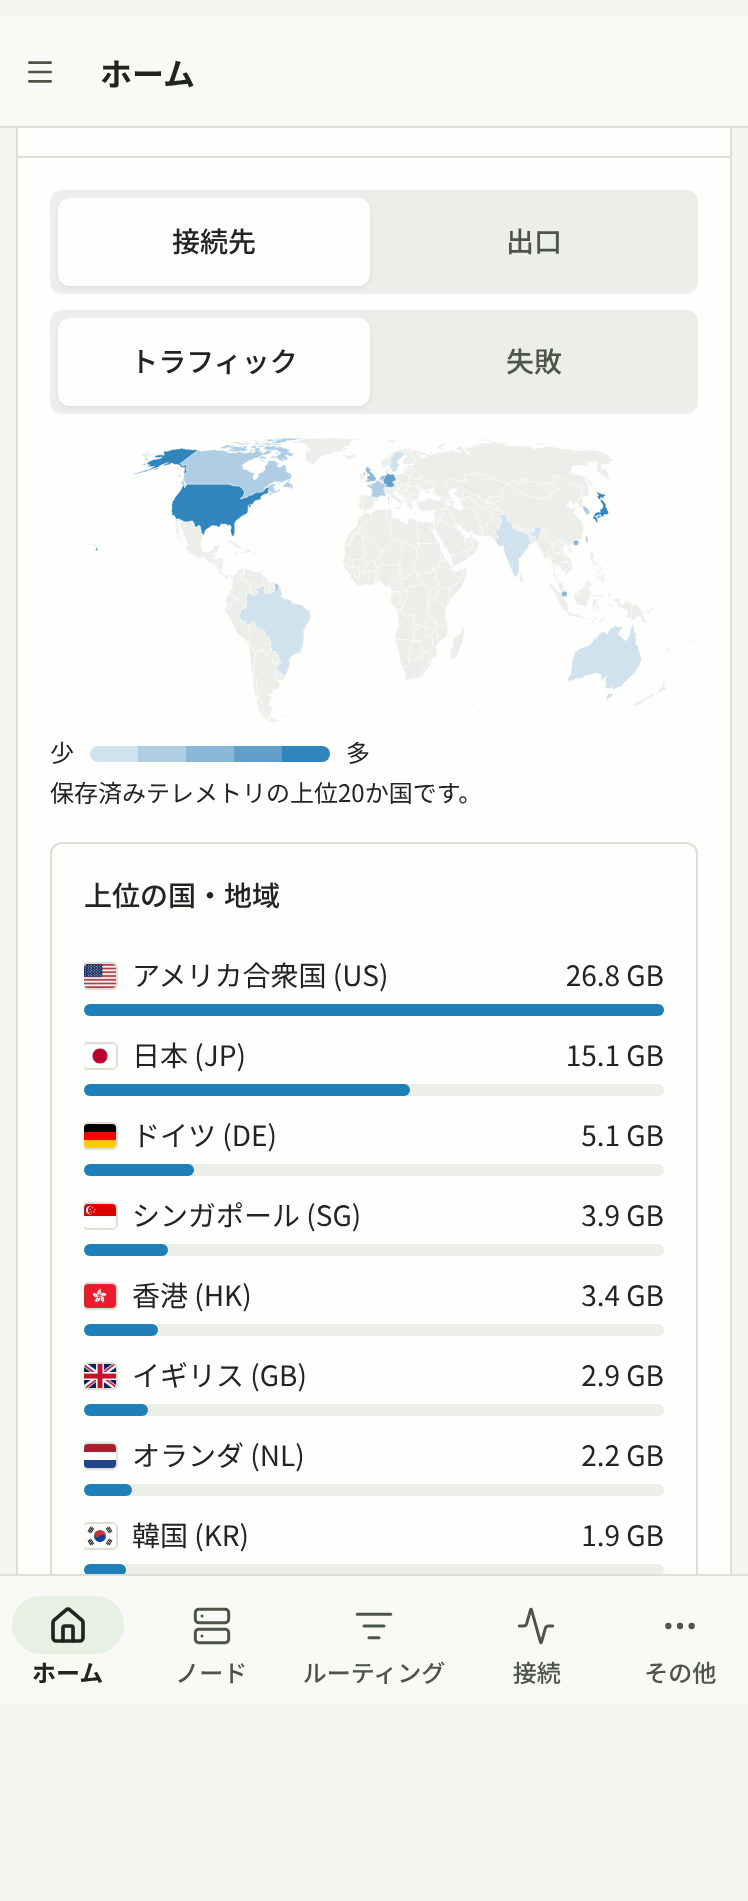 ホーム
接続先
出口
トラフィック
失敗
少
多
保存済みテレメトリの上位20か国です。
上位の国・地域
アメリカ合衆国 (US) 26.8 GB
日本 (JP) 15.1 GB
ドイツ (DE) 5.1 GB
シンガポール (SG) 3.9 GB
香港 (HK) 3.4 GB
イギリス (GB) 2.9 GB
オランダ (NL) 2.2 GB
韓国 (KR) 1.9 GB
ホーム
ノード
ルーティング
接続
その他